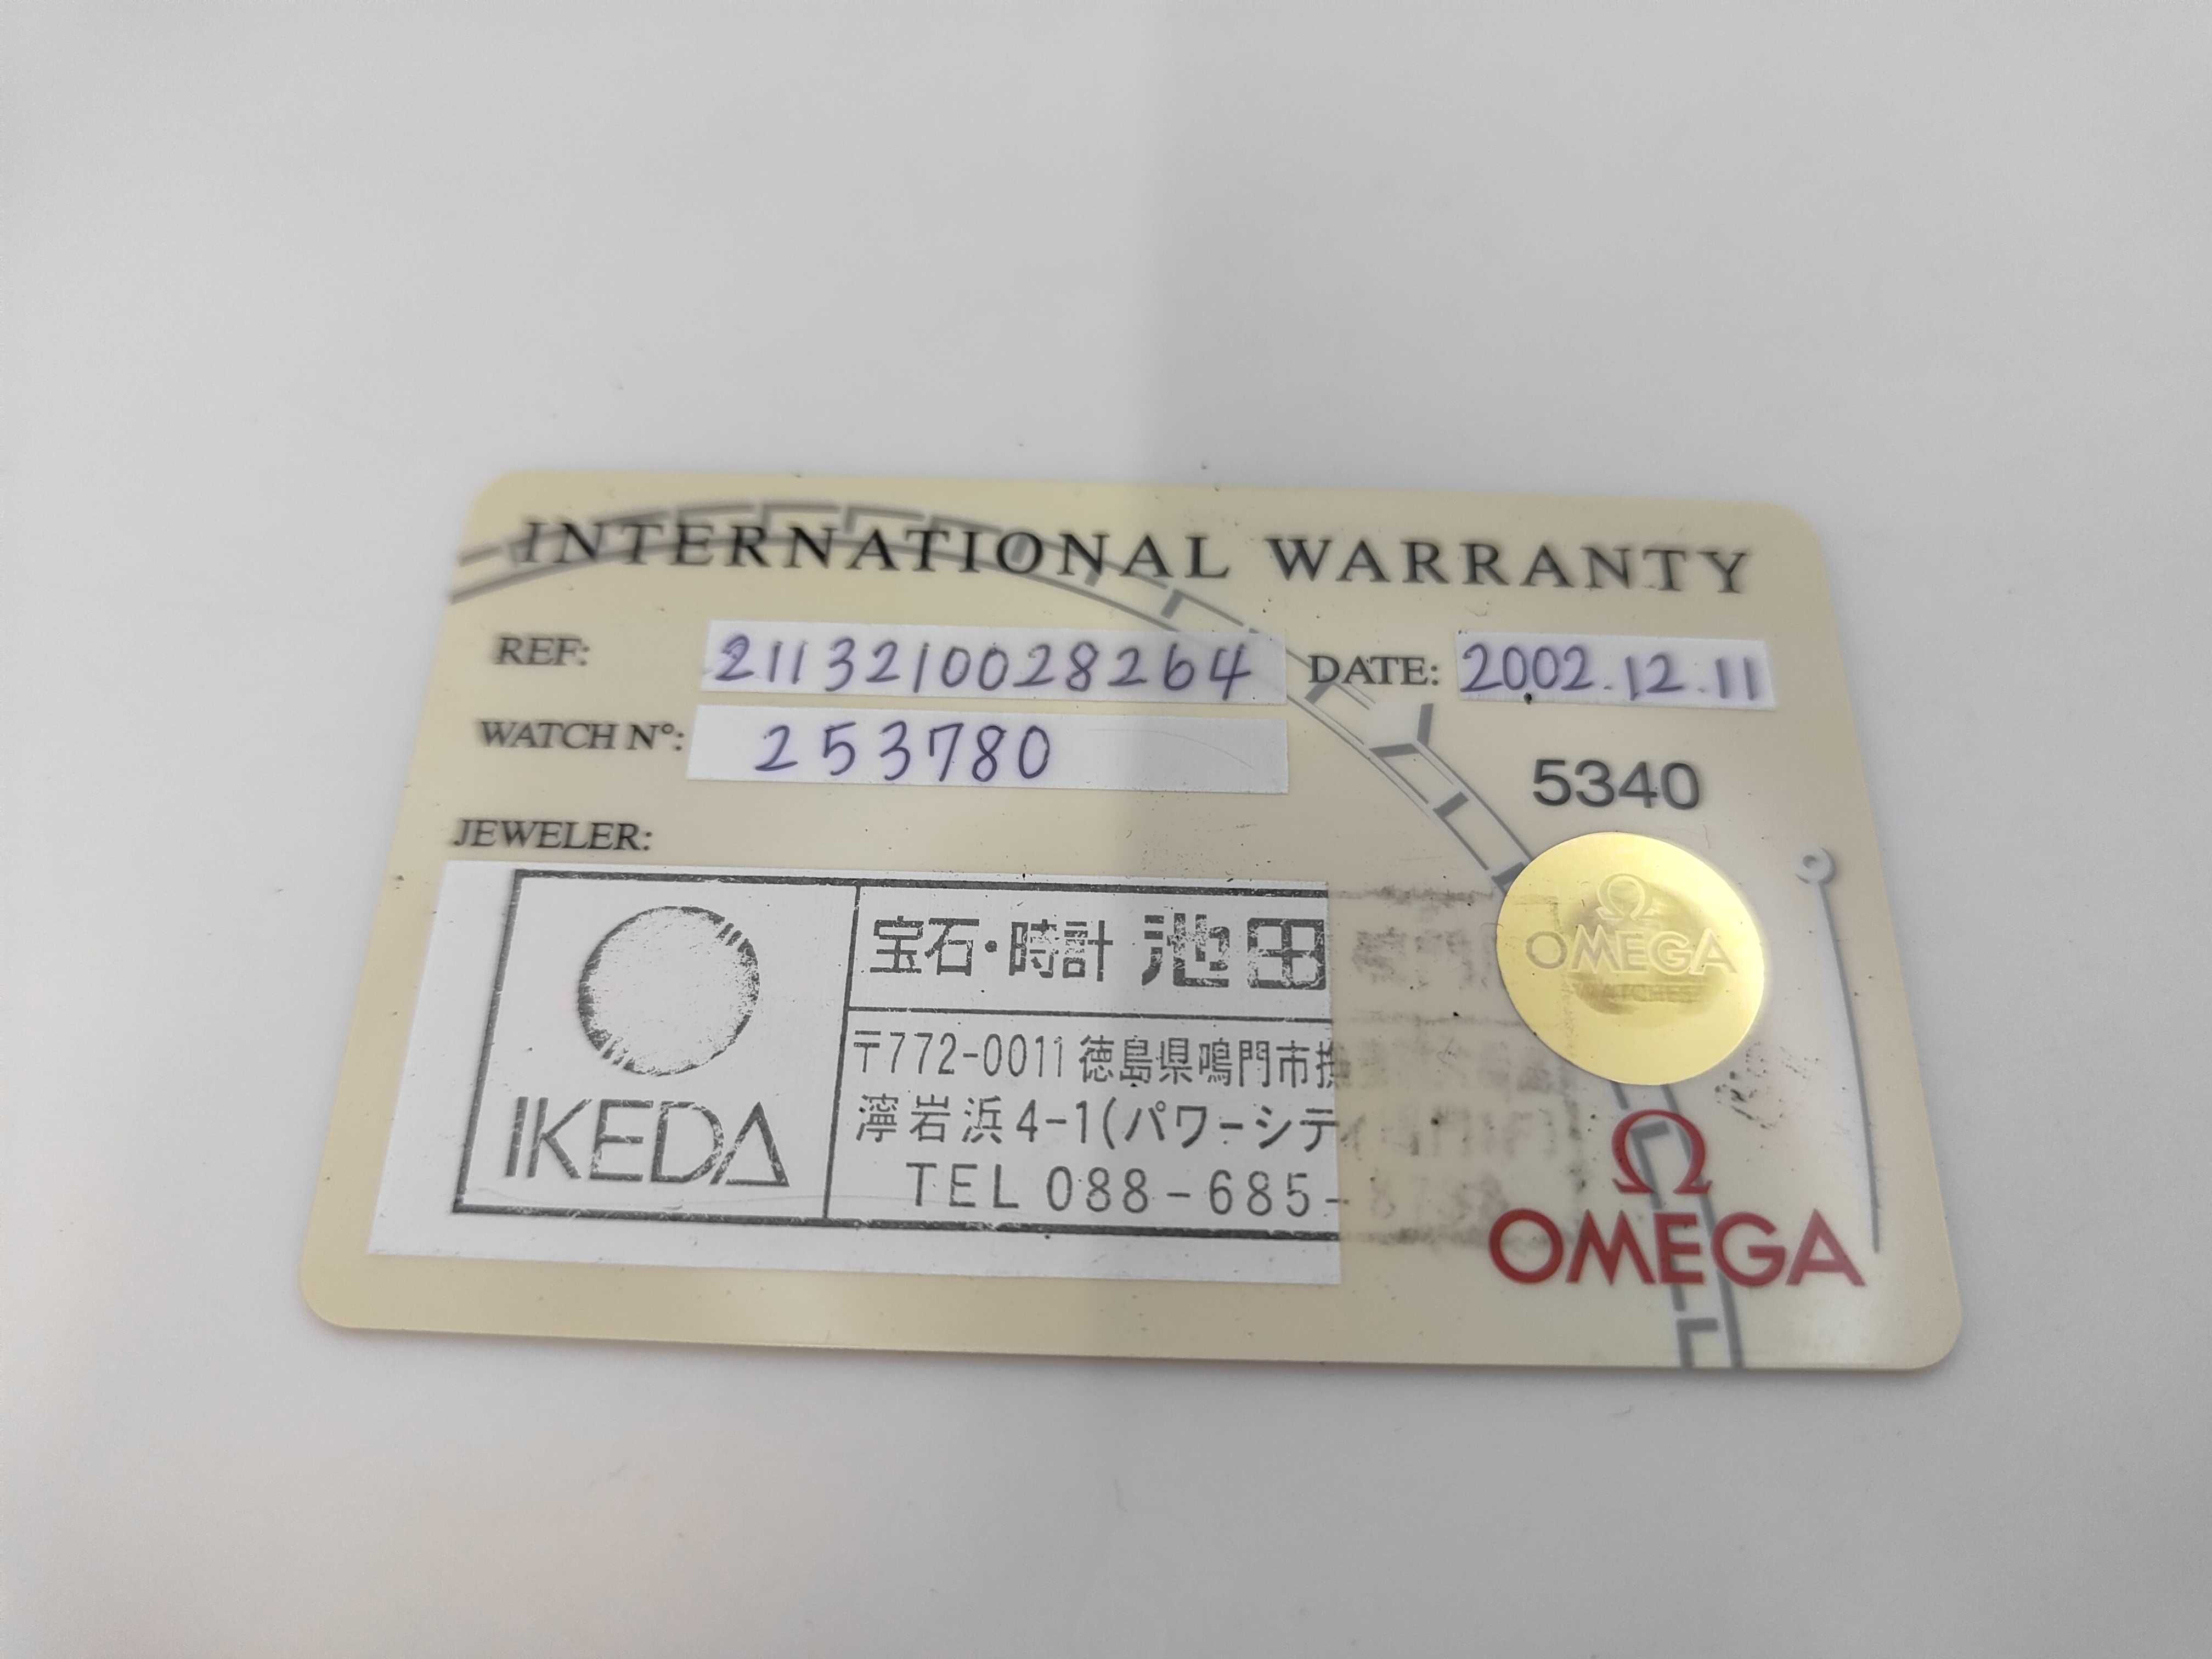 INTERNATIONAL WARRANTY
REF: 2113210028264 DATE: 2002.12.11
WATCH N°: 253780
5340
JEWELER:
宝石・時計 池田
〒772-0011 徳島県鳴門市撫
濘岩浜4-1(パワーシティ
TEL 088-685-
IKEDA
Ω
OMEGA
WATCHES
Ω
OMEGA